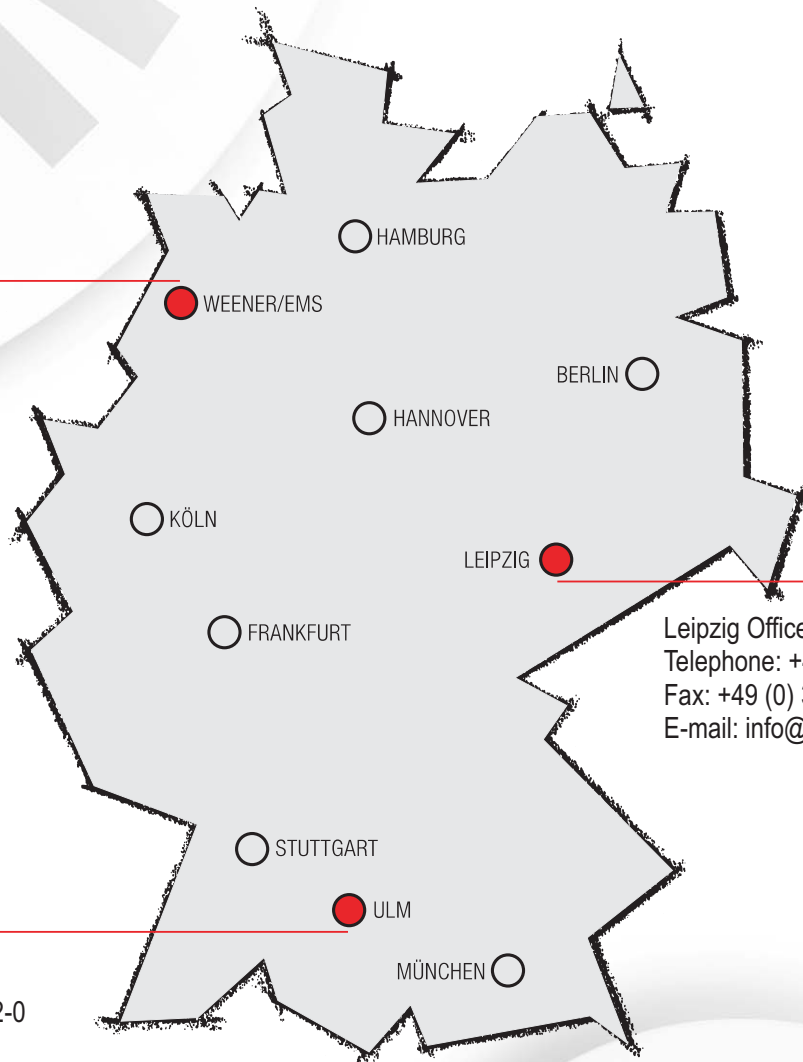 HAMBURG
WEENER/EMS
BERLIN
HANNOVER
KÖLN
LEIPZIG
FRANKFURT
Leipzig Office
Telephone: +
Fax: +49 (0)
E-mail: info@
STUTTGART
ULM
MÜNCHEN
2-0